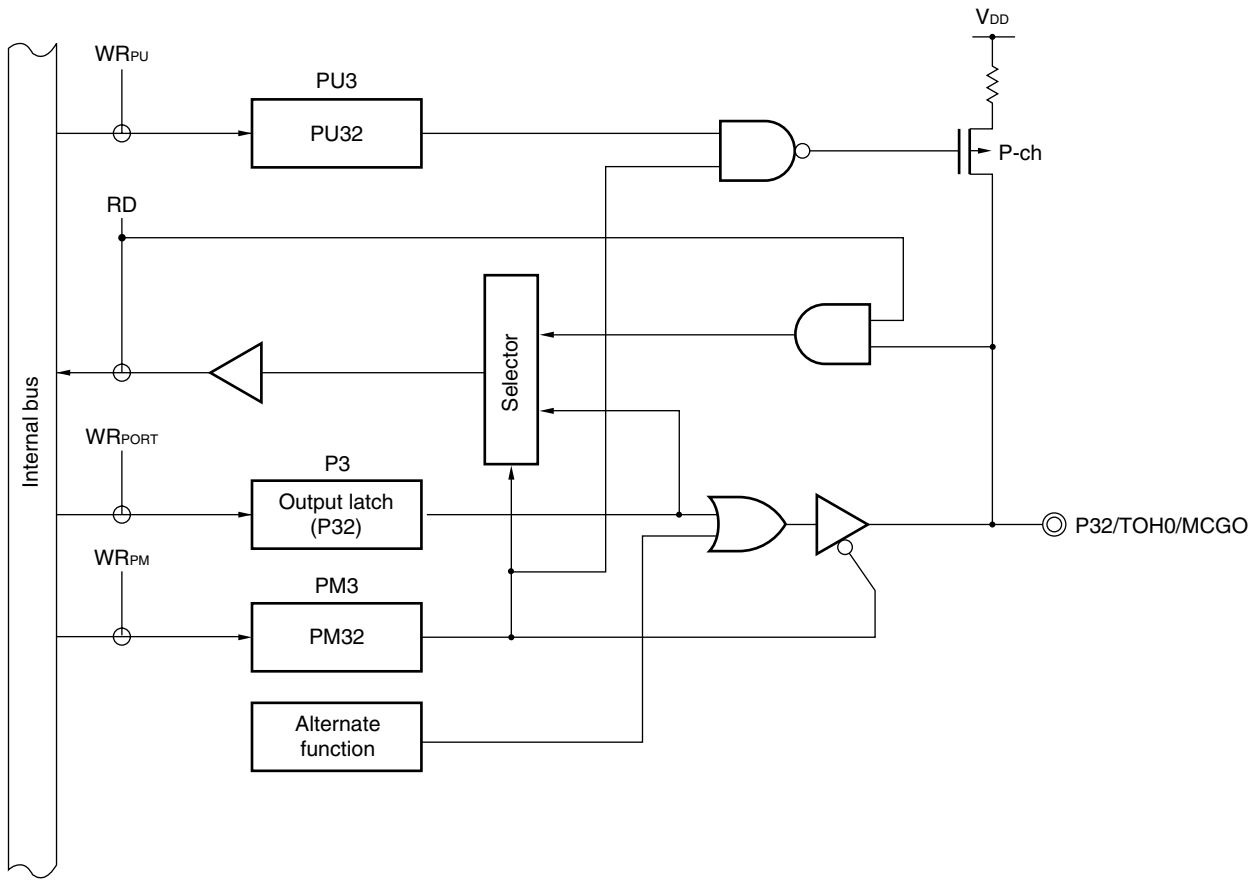 VDD
WRPU
PU3
PU32
P-ch
RD
Selector
Internal bus
WRPORT
P3
Output latch
(P32)
P32/TOH0/MCGO
WRPM
PM3
PM32
Alternate
function